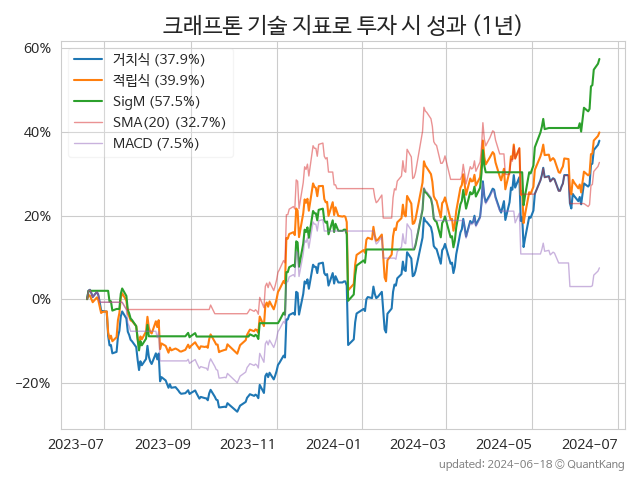 크래프톤 기술 지표로 투자 시 성과 (1년)
60%
40%
20%
0%
−20%
거치식 (37.9%)
적립식 (39.9%)
SigM (57.5%)
SMA(20) (32.7%)
MACD (7.5%)
2023-07 2023-09 2023-11 2024-01 2024-03 2024-05 2024-07
updated: 2024-06-18 © QuantKang